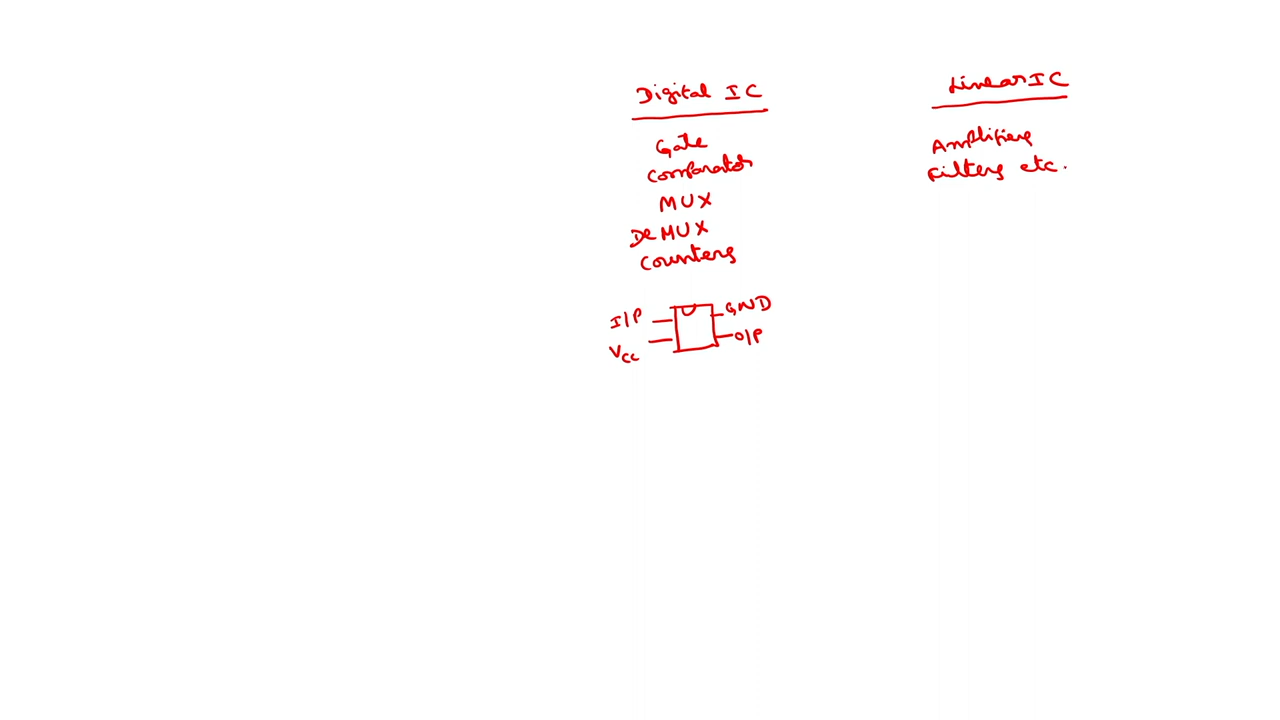 Digital IC
Gate
Comparator
MUX
DeMUX
Counters
I/P
GND
Vcc
O/P
Linear IC
Amplifiers
Filters etc.